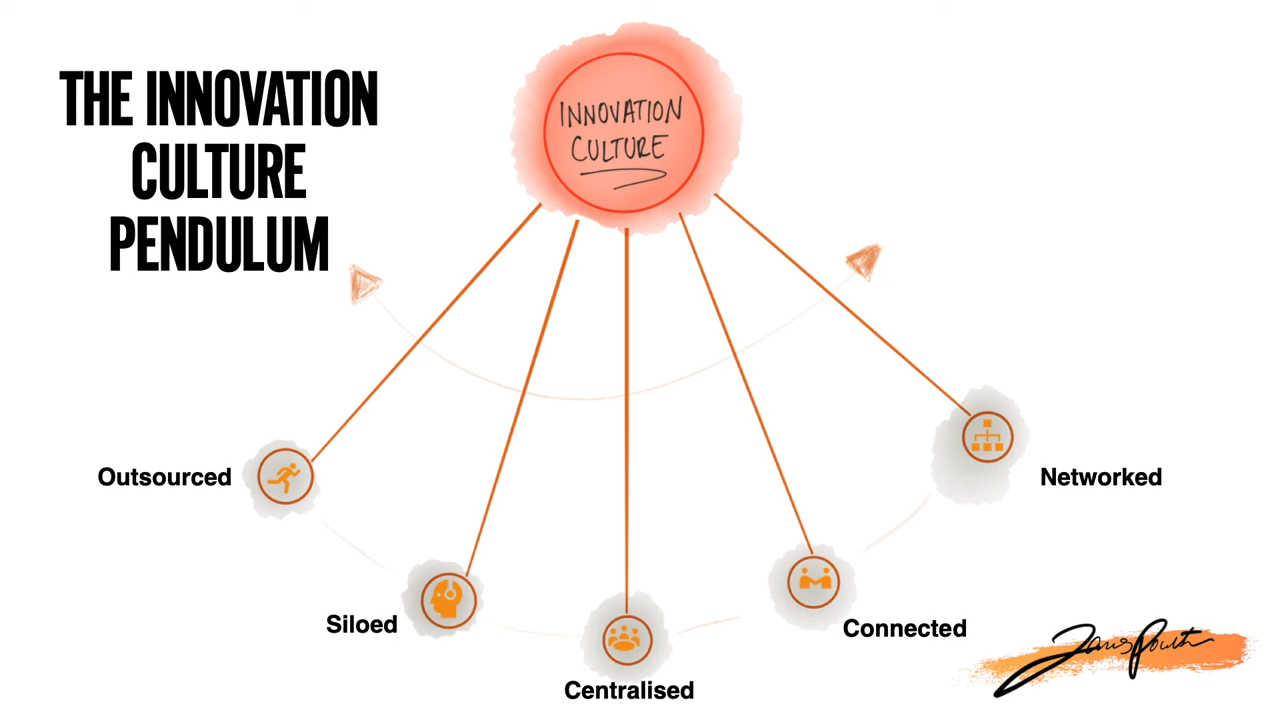 THE INNOVATION
CULTURE
PENDULUM
INNOVATION
CULTURE
Outsourced
Siloed
Centralised
Connected
Networked